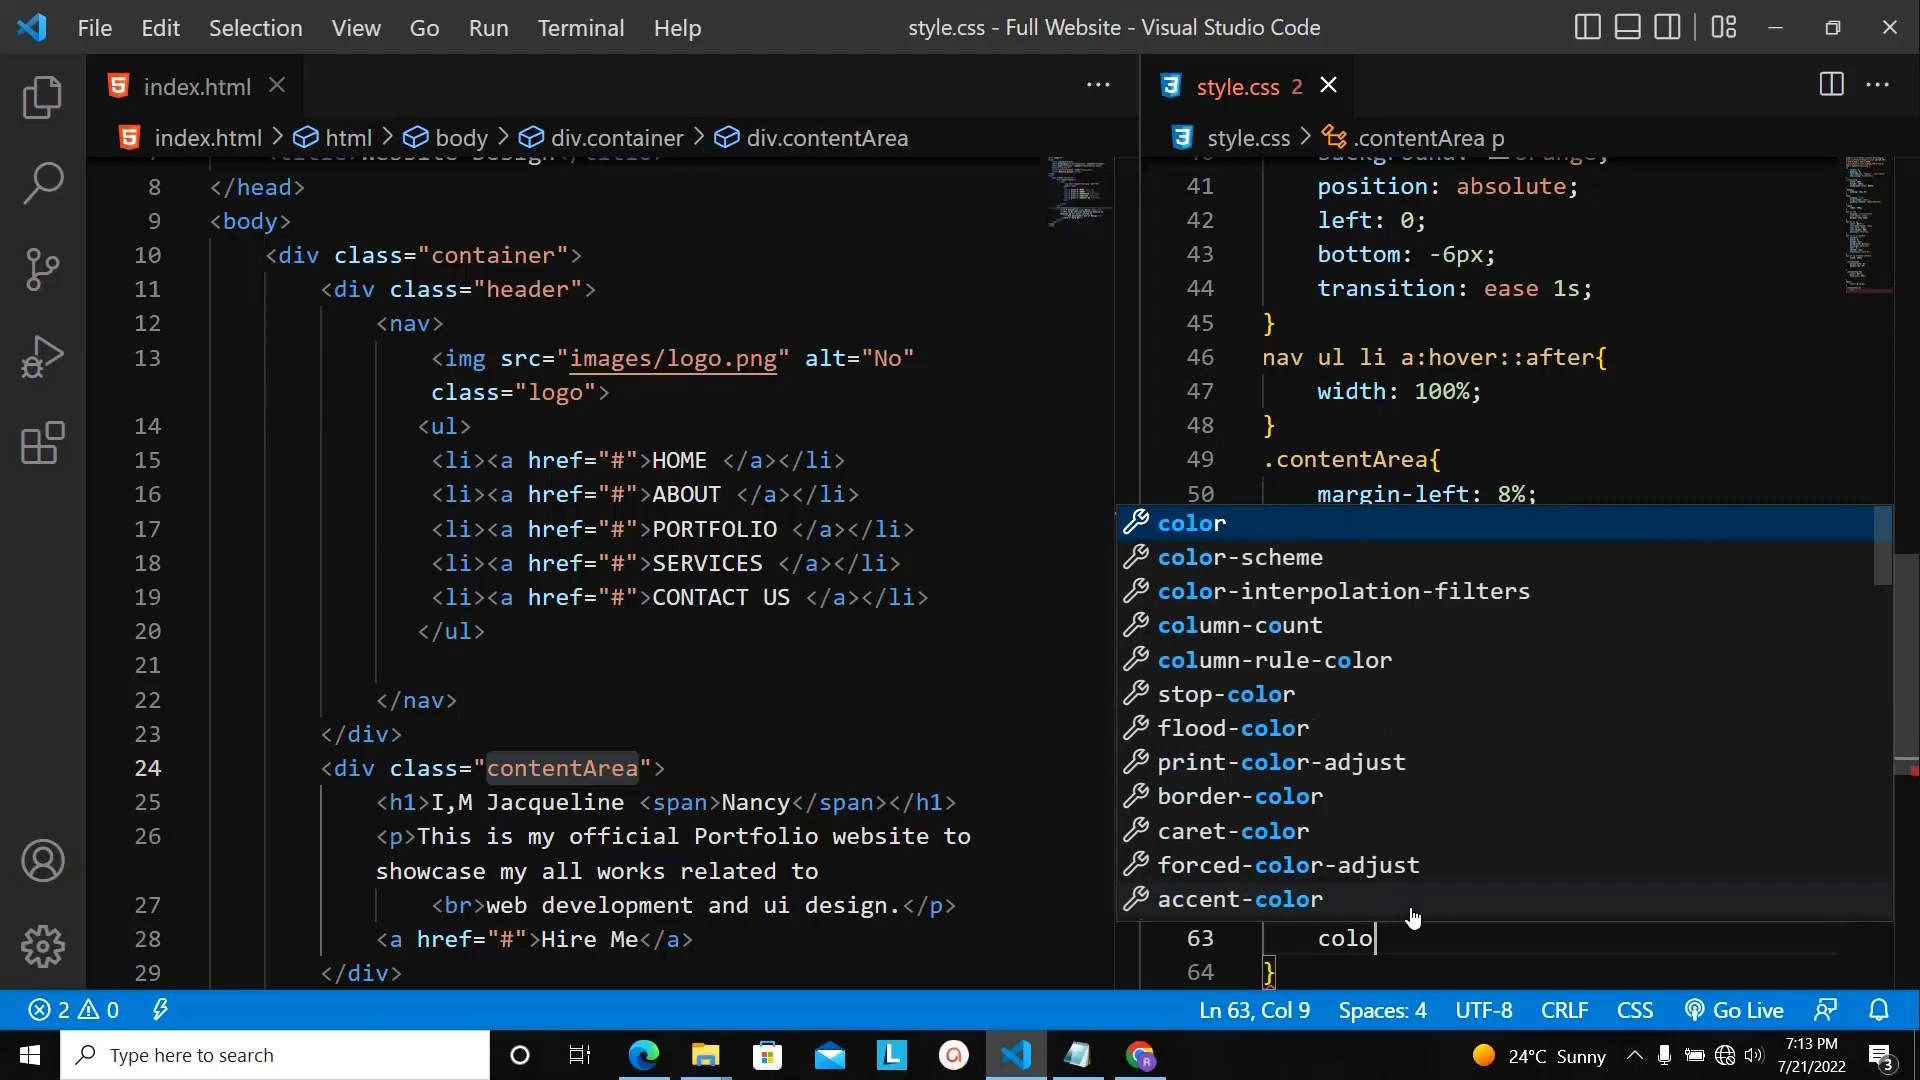 File Edit Selection View Go Run Terminal Help style.css - Full Website - Visual Studio Code
index.html
style.css 2
index.html > html > body > div.container > div.contentArea
style.css > .contentArea p
8 </head>
9 <body>
10 <div class="container">
11 <div class="header">
12 <nav>
13 <img src="images/logo.png" alt="No"
class="logo">
14 <ul>
15 <li><a href="#">HOME </a></li>
16 <li><a href="#">ABOUT </a></li>
17 <li><a href="#">PORTFOLIO </a></li>
18 <li><a href="#">SERVICES </a></li>
19 <li><a href="#">CONTACT US </a></li>
20 </ul>
21
22 </nav>
23 </div>
24 <div class="contentArea">
25 <h1>I,M Jacqueline <span>Nancy</span></h1>
26 <p>This is my official Portfolio website to
showcase my all works related to
27 <br>web development and ui design.</p>
28 <a href="#">Hire Me</a>
29 </div>
41 position: absolute;
42 left: 0;
43 bottom: -6px;
44 transition: ease 1s;
45 }
46 nav ul li a:hover::after{
47 width: 100%;
48 }
49 .contentArea{
50 margin-left: 8%;
color
color-scheme
color-interpolation-filters
column-count
column-rule-color
stop-color
flood-color
print-color-adjust
border-color
caret-color
forced-color-adjust
accent-color
63 colo
64 }
2 0 Ln 63, Col 9 Spaces: 4 UTF-8 CRLF CSS Go Live
Type here to search
24°C Sunny
7:13 PM
7/21/2022
3